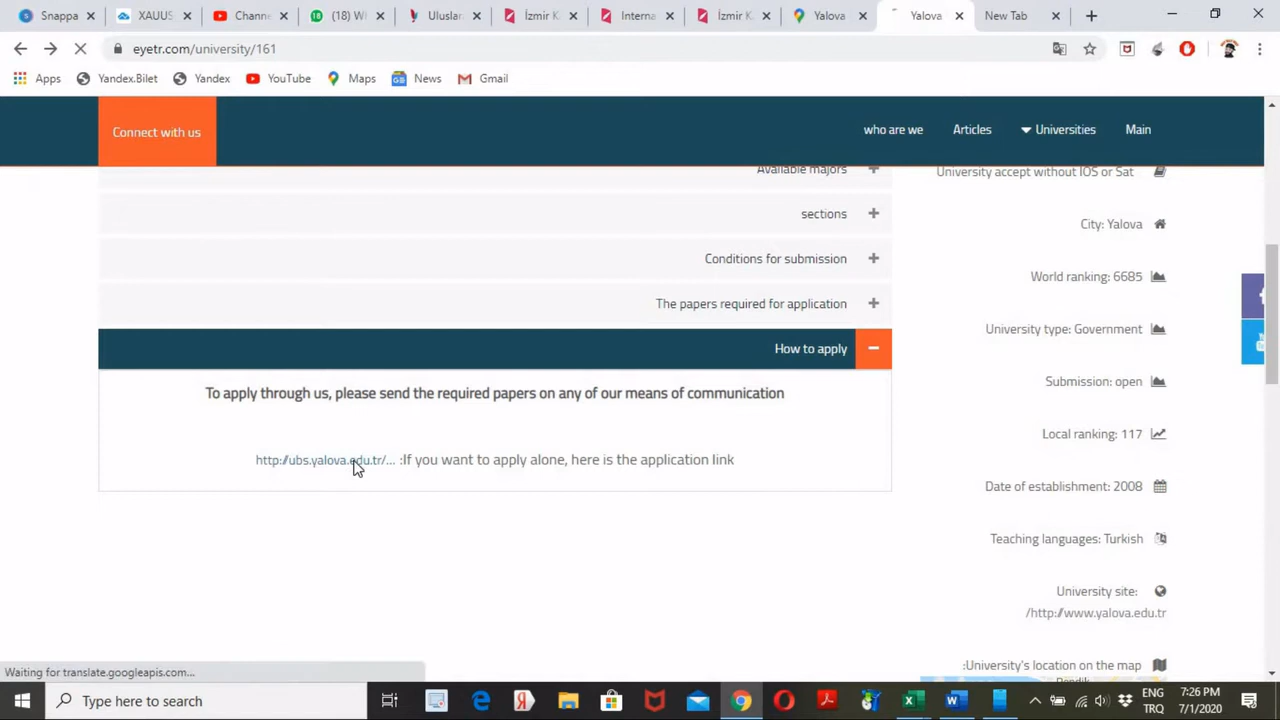 Snappa
XAUUS
Channe
(18) W
Uluslar
İzmir K
Interna
İzmir K
Yalova
Yalova
New Tab
eyetr.com/university/161
Apps
Yandex.Bilet
Yandex
YouTube
Maps
News
Gmail
Connect with us
who are we
Articles
Universities
Main
Available majors
sections
Conditions for submission
The papers required for application
How to apply
To apply through us, please send the required papers on any of our means of communication
http://ubs.yalova.edu.tr/... :If you want to apply alone, here is the application link
University accept without IOS or Sat
City: Yalova
World ranking: 6685
University type: Government
Submission: open
Local ranking: 117
Date of establishment: 2008
Teaching languages: Turkish
University site:
/http://www.yalova.edu.tr
:University's location on the map
Pendik
Waiting for translate.googleapis.com...
Type here to search
ENG
TRQ
7:26 PM
7/1/2020